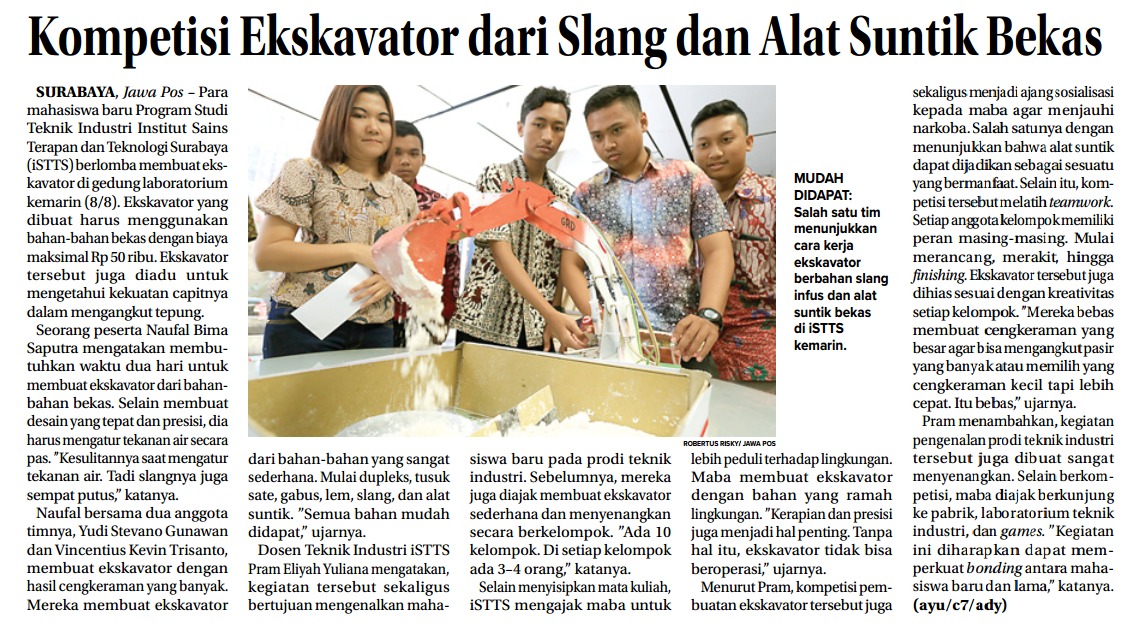 Kompetisi Ekskavator dari Slang dan Alat Suntik Bekas
SURABAYA, Jawa Pos – Para
mahasiswa baru Program Studi
Teknik Industri Institut Sains
Terapan dan Teknologi Surabaya
(iSTTS) berlomba membuat eks-
kavator di gedung laboratorium
kemarin (8/8). Ekskavator yang
dibuat harus menggunakan
bahan-bahan bekas dengan biaya
maksimal Rp 50 ribu. Ekskavator
tersebut juga diadu untuk
mengetahui kekuatan capitnya
dalam mengangkut tepung.
Seorang peserta Naufal Bima
Saputra mengatakan membu-
tuhkan waktu dua hari untuk
membuat ekskavator dari bahan-
bahan bekas. Selain membuat
desain yang tepat dan presisi, dia
harus mengatur tekanan air secara
pas. "Kesulitannya saat mengatur
tekanan air. Tadi slangnya juga
sempat putus," katanya.
Naufal bersama dua anggota
timnya, Yudi Stevano Gunawan
dan Vincentius Kevin Trisanto,
membuat ekskavator dengan
hasil cengkeraman yang banyak.
Mereka membuat ekskavator
GRD
MUDAH
DIDAPAT:
Salah satu tim
menunjukkan
cara kerja
ekskavator
berbahan slang
infus dan alat
suntik bekas
di iSTTS
kemarin.
ROBERTUS RISKY/ JAWA POS
dari bahan-bahan yang sangat
sederhana. Mulai dupleks, tusuk
sate, gabus, lem, slang, dan alat
suntik. "Semua bahan mudah
didapat," ujarnya.
Dosen Teknik Industri iSTTS
Pram Eliyah Yuliana mengatakan,
kegiatan tersebut sekaligus
bertujuan mengenalkan maha-
siswa baru pada prodi teknik
industri. Sebelumnya, mereka
juga diajak membuat ekskavator
sederhana dan menyenangkan
secara berkelompok. "Ada 10
kelompok. Di setiap kelompok
ada 3–4 orang," katanya.
Selain menyisipkan mata kuliah,
iSTTS mengajak maba untuk
lebih peduli terhadap lingkungan.
Maba membuat ekskavator
dengan bahan yang ramah
lingkungan. "Kerapian dan presisi
juga menjadi hal penting. Tanpa
hal itu, ekskavator tidak bisa
beroperasi," ujarnya.
Menurut Pram, kompetisi pem-
buatan ekskavator tersebut juga
sekaligus menjadi ajang sosialisasi
kepada maba agar menjauhi
narkoba. Salah satunya dengan
menunjukkan bahwa alat suntik
dapat dijadikan sebagai sesuatu
yang bermanfaat. Selain itu, kom-
petisi tersebut melatih teamwork.
Setiap anggota kelompok memiliki
peran masing-masing. Mulai
merancang, merakit, hingga
finishing. Ekskavator tersebut juga
dihias sesuai dengan kreativitas
setiap kelompok. "Mereka bebas
membuat cengkeraman yang
besar agar bisa mengangkut pasir
yang banyak atau memilih yang
cengkeraman kecil tapi lebih
cepat. Itu bebas," ujarnya.
Pram menambahkan, kegiatan
pengenalan prodi teknik industri
tersebut juga dibuat sangat
menyenangkan. Selain berkom-
petisi, maba diajak berkunjung
ke pabrik, laboratorium teknik
industri, dan games. "Kegiatan
ini diharapkan dapat mem-
perkuat bonding antara maha-
siswa baru dan lama," katanya.
(ayu/c7/ady)